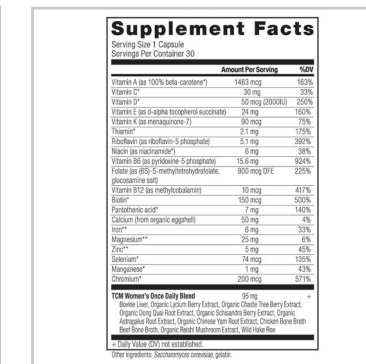 Supplement Facts
Serving Size 1 Capsule
Servings Per Container 30
Amount Per Serving %DV
Vitamin A (as 100% beta-carotene*) 1463 mcg 163%
Vitamin C* 30 mg 33%
Vitamin D* 50 mcg (2000IU) 250%
Vitamin E (as d-alpha tocopherol succinate) 24 mg 160%
Vitamin K (as menaquinone-7) 90 mcg 75%
Thiamin* 2.1 mg 175%
Riboflavin (as riboflavin-5 phosphate) 5.1 mg 392%
Niacin (as niacinamide*) 6 mg 38%
Vitamin B6 (as pyridoxine-5 phosphate) 15.6 mg 924%
Folate (as (6S)-5-methyltetrohydrofolate, 900 mcg DFE 225%
glucosamine salt)
Vitamin B12 (as methylcobalamin) 10 mcg 417%
Biotin* 150 mcg 500%
Pantothenic acid* 7 mg 140%
Calcium (from organic eggshell) 50 mg 4%
Iron** 6 mg 33%
Magnesium** 25 mg 6%
Zinc** 5 mg 45%
Selenium* 74 mcg 135%
Manganese* 1 mg 43%
Chromium* 200 mcg 571%
TCM Women's Once Daily Blend 95 mg +
Bovine Liver, Organic Lycium Berry Extract, Organic Chaste Tree Berry Extract,
Organic Dong Quai Root Extract, Organic Schisandra Berry Extract, Organic
Astragalus Root Extract, Organic Chinese Yam Root Extract, Chicken Bone Broth
Beef Bone Broth, Organic Reishi Mushroom Extract, Wild Hake Roe
+ Daily Value (DV) not established.
Other ingredients: Saccharomyces cerevisiae, gelatin.